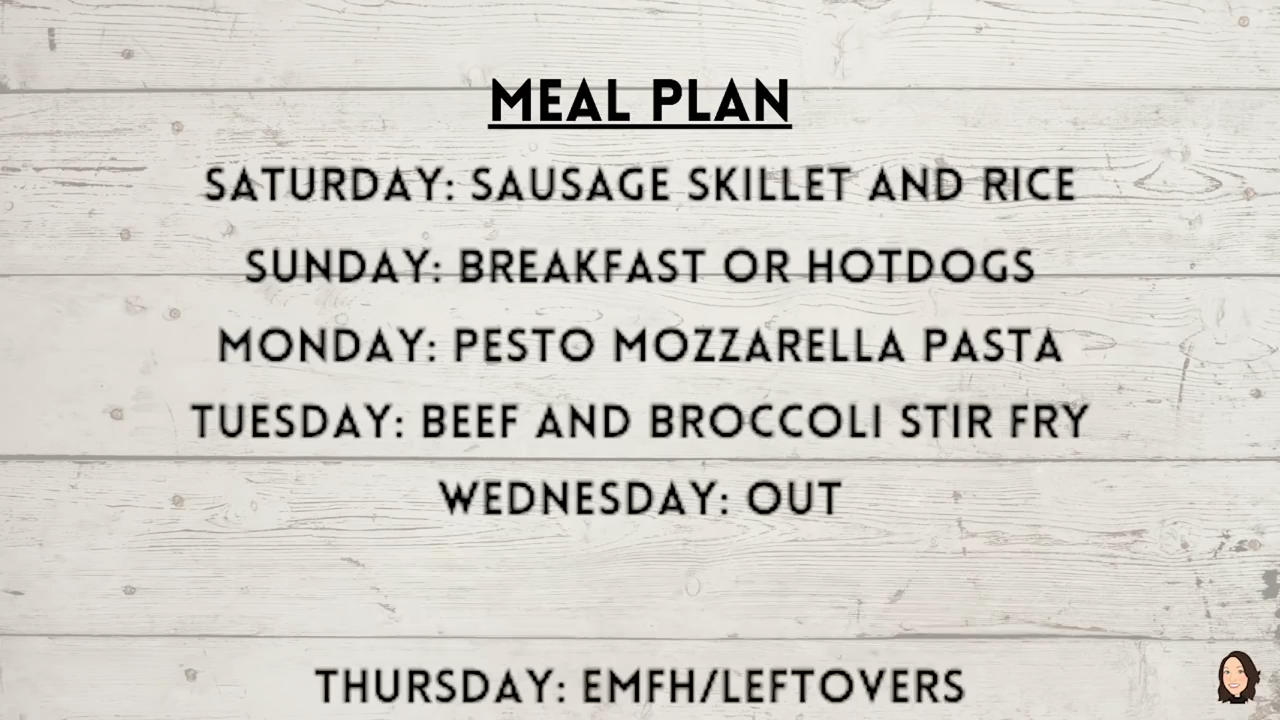 MEAL PLAN
SATURDAY: SAUSAGE SKILLET AND RICE
SUNDAY: BREAKFAST OR HOTDOGS
MONDAY: PESTO MOZZARELLA PASTA
TUESDAY: BEEF AND BROCCOLI STIR FRY
WEDNESDAY: OUT
THURSDAY: EMFH/LEFTOVERS